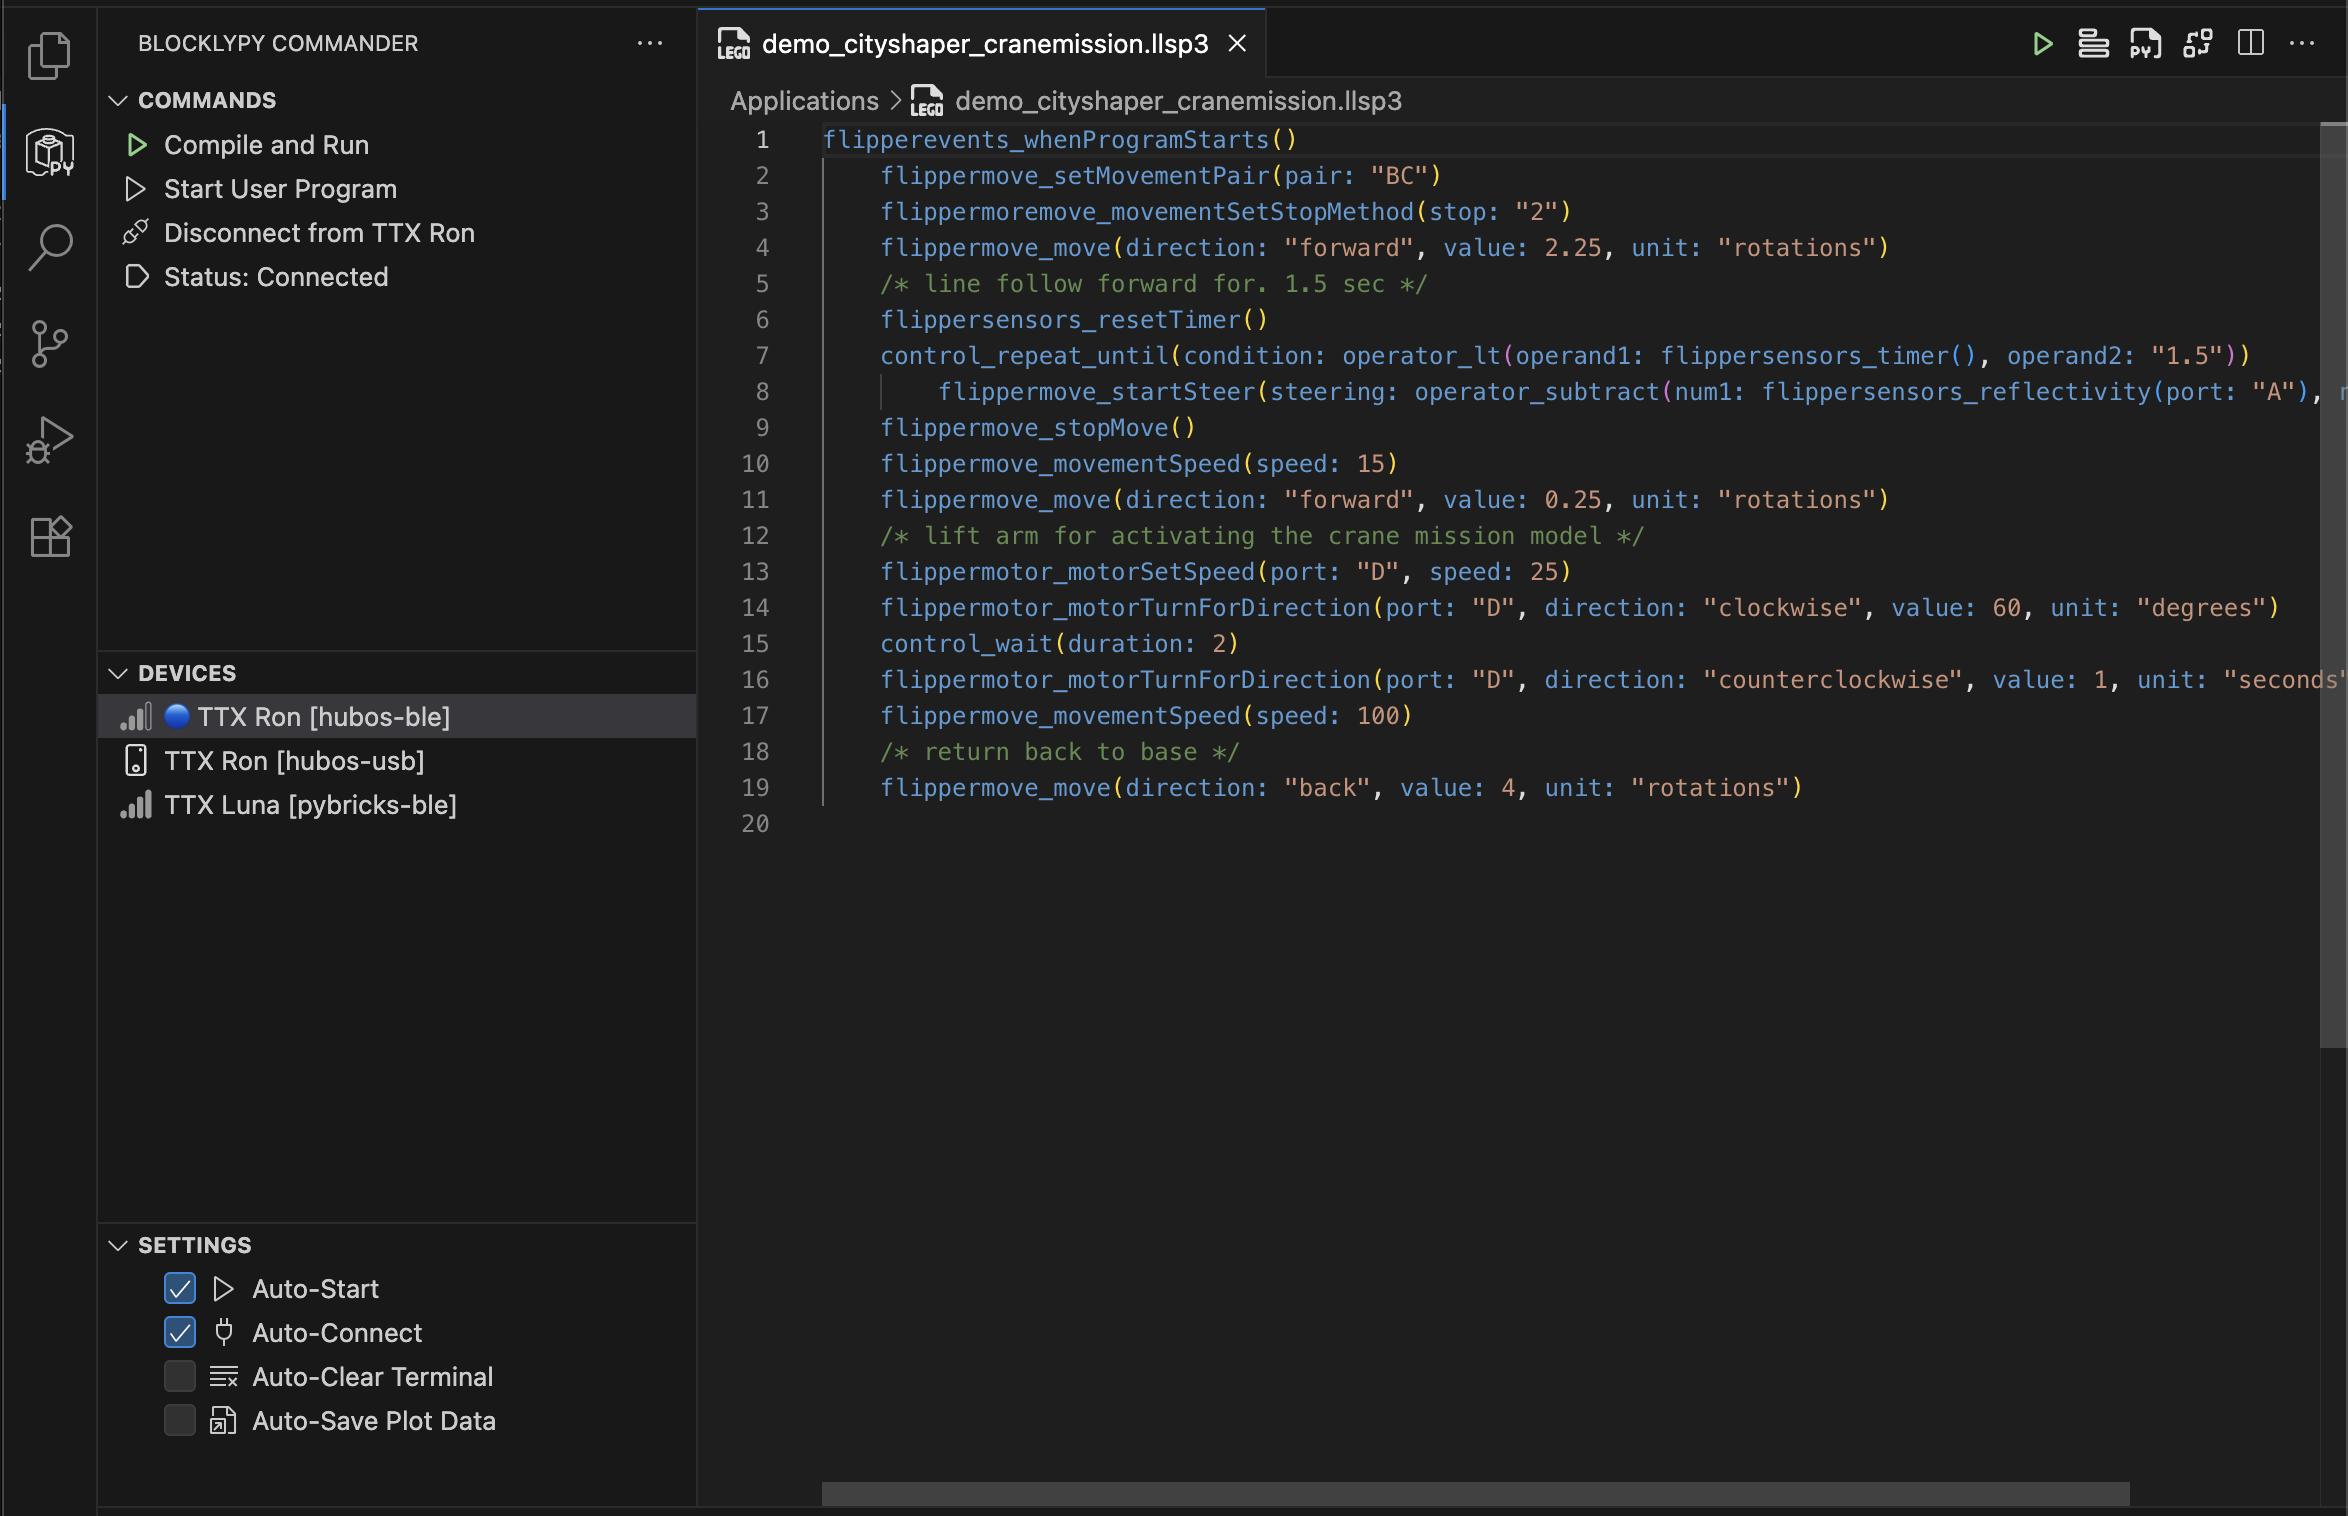 BLOCKLYPY COMMANDER
COMMANDS
Compile and Run
Start User Program
Disconnect from TTX Ron
Status: Connected
DEVICES
TTX Ron [hubos-ble]
TTX Ron [hubos-usb]
TTX Luna [pybricks-ble]
SETTINGS
Auto-Start
Auto-Connect
Auto-Clear Terminal
Auto-Save Plot Data
PY
LEGO demo_cityshaper_cranemission.llsp3
PY
Applications > LEGO demo_cityshaper_cranemission.llsp3
1 flipperevents_whenProgramStarts()
2 flippermove_setMovementPair(pair: "BC")
3 flippermoremove_movementSetStopMethod(stop: "2")
4 flippermove_move(direction: "forward", value: 2.25, unit: "rotations")
5 /* line follow forward for. 1.5 sec */
6 flippersensors_resetTimer()
7 control_repeat_until(condition: operator_lt(operand1: flippersensors_timer(), operand2: "1.5"))
8 flippermove_startSteer(steering: operator_subtract(num1: flippersensors_reflectivity(port: "A"),
9 flippermove_stopMove()
10 flippermove_movementSpeed(speed: 15)
11 flippermove_move(direction: "forward", value: 0.25, unit: "rotations")
12 /* lift arm for activating the crane mission model */
13 flippermotor_motorSetSpeed(port: "D", speed: 25)
14 flippermotor_motorTurnForDirection(port: "D", direction: "clockwise", value: 60, unit: "degrees")
15 control_wait(duration: 2)
16 flippermotor_motorTurnForDirection(port: "D", direction: "counterclockwise", value: 1, unit: "seconds"
17 flippermove_movementSpeed(speed: 100)
18 /* return back to base */
19 flippermove_move(direction: "back", value: 4, unit: "rotations")
20